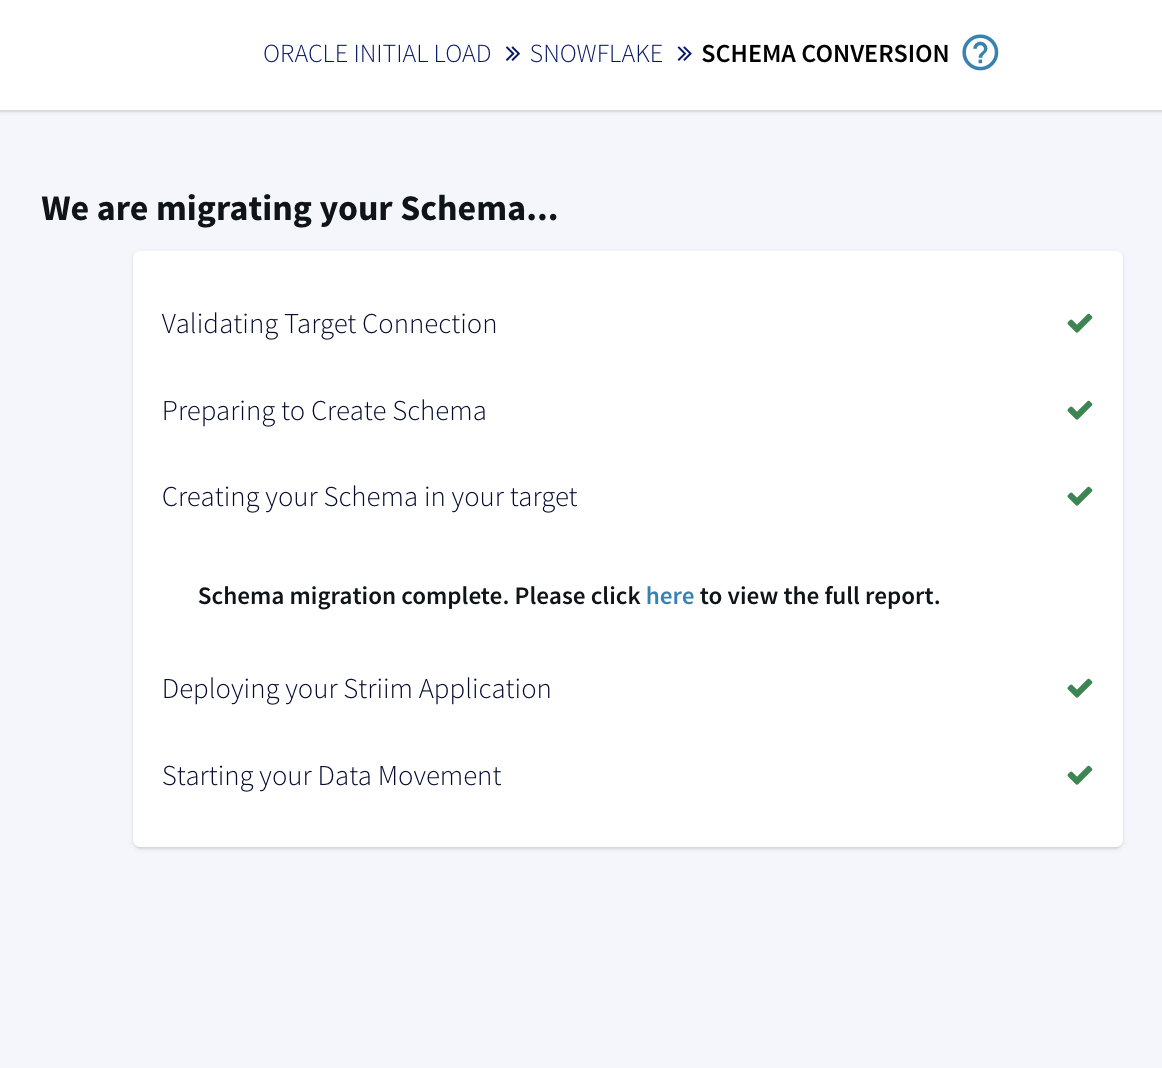 ORACLE INITIAL LOAD » SNOWFLAKE » SCHEMA CONVERSION ?
We are migrating your Schema...
Validating Target Connection
Preparing to Create Schema
Creating your Schema in your target
Schema migration complete. Please click here to view the full report.
Deploying your Striim Application
Starting your Data Movement